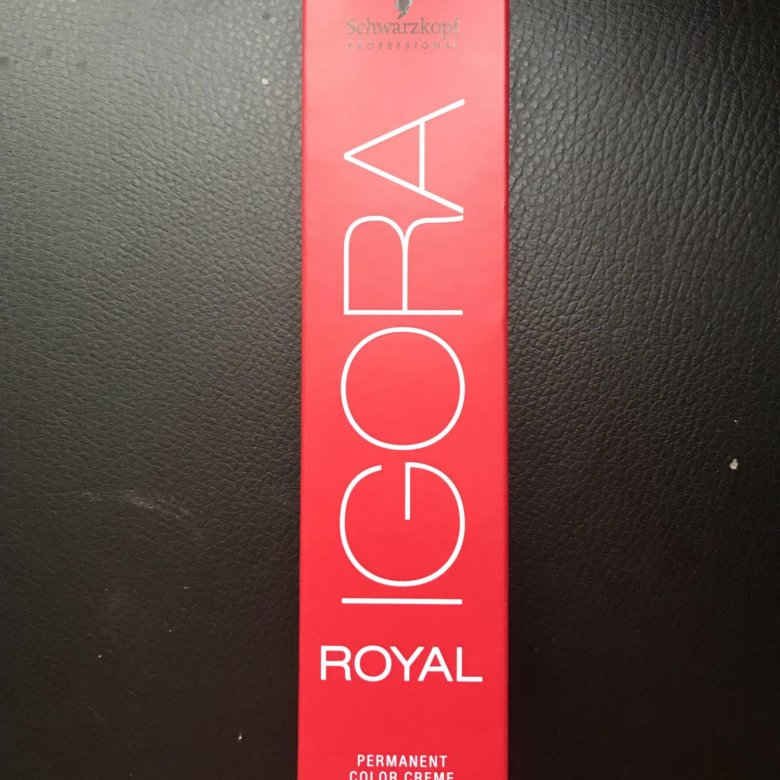 Schwarzkopf
PROFESSIONAL
IGORA
ROYAL
PERMANENT
COLOR CREME